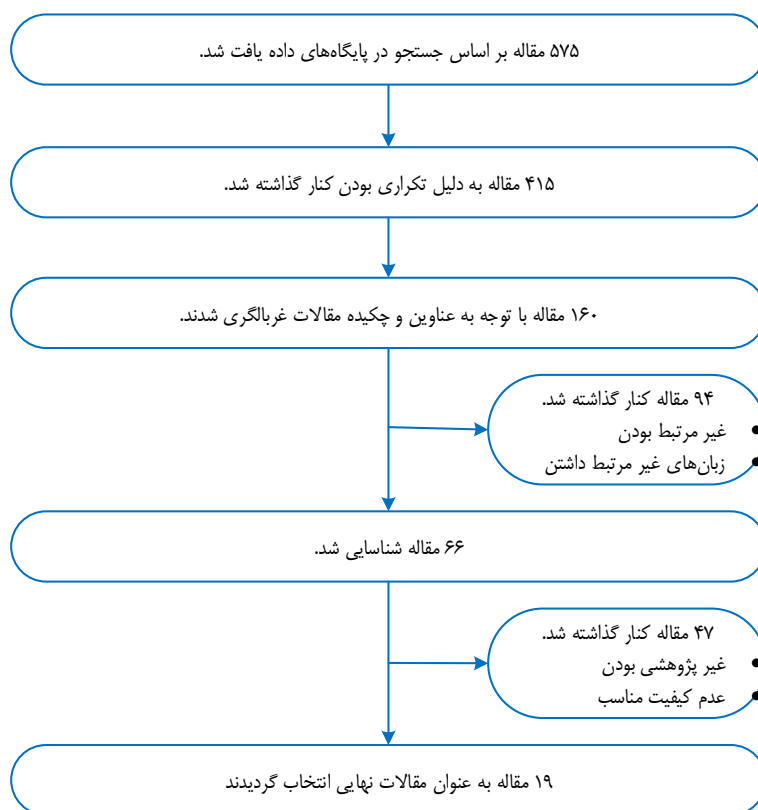 ۵۷۵ مقاله بر اساس جستجو در پایگاه‌های داده یافت شد.
۴۱۵ مقاله به دلیل تکراری بودن کنار گذاشته شد.
۱۶۰ مقاله با توجه به عناوین و چکیده مقالات غربالگری شدند.
۹۴ مقاله کنار گذاشته شد.
• غیر مرتبط بودن
• زبان‌های غیر مرتبط داشتن
۶۶ مقاله شناسایی شد.
۴۷ مقاله کنار گذاشته شد.
• غیر پژوهشی بودن
• عدم کیفیت مناسب
۱۹ مقاله به عنوان مقالات نهایی انتخاب گردیدند